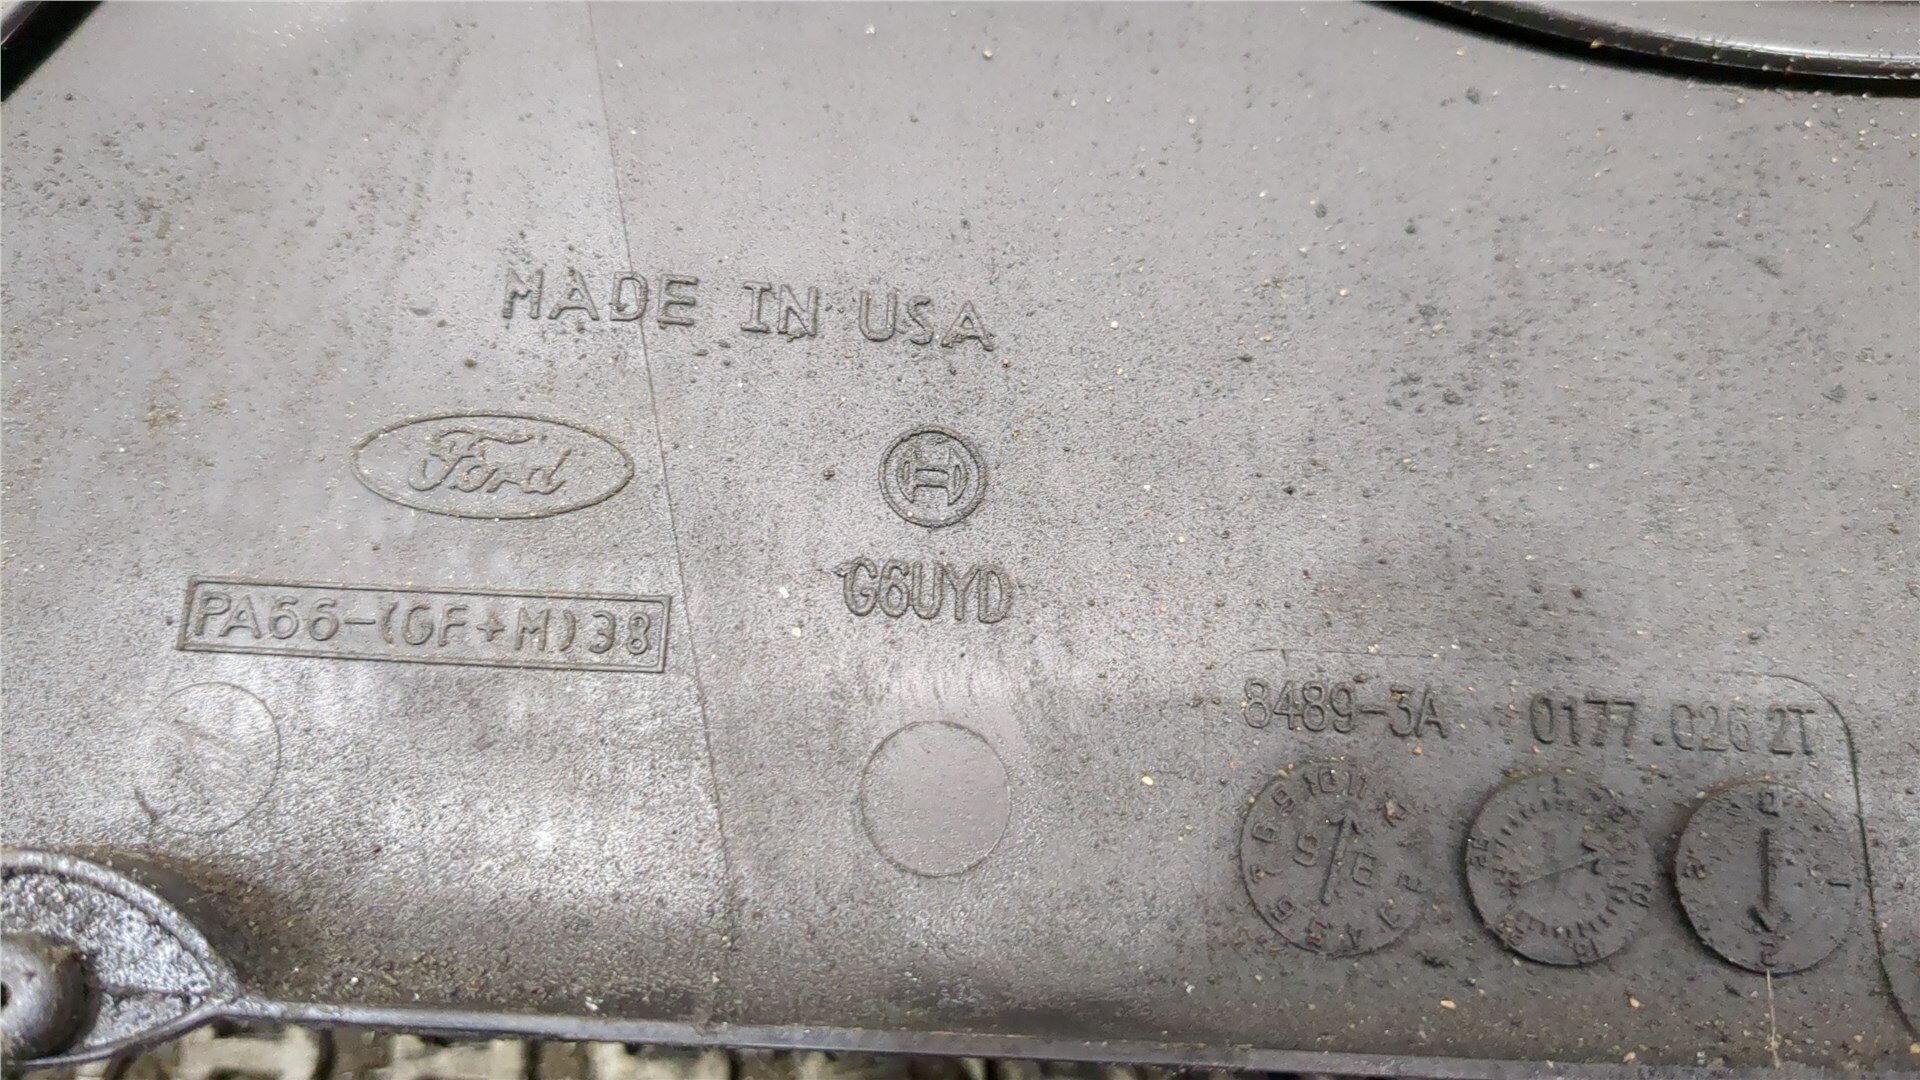 MADE IN USA
Ford
G6UYD
PA66-(GF+M)38
8489-3A 0177.026 2T